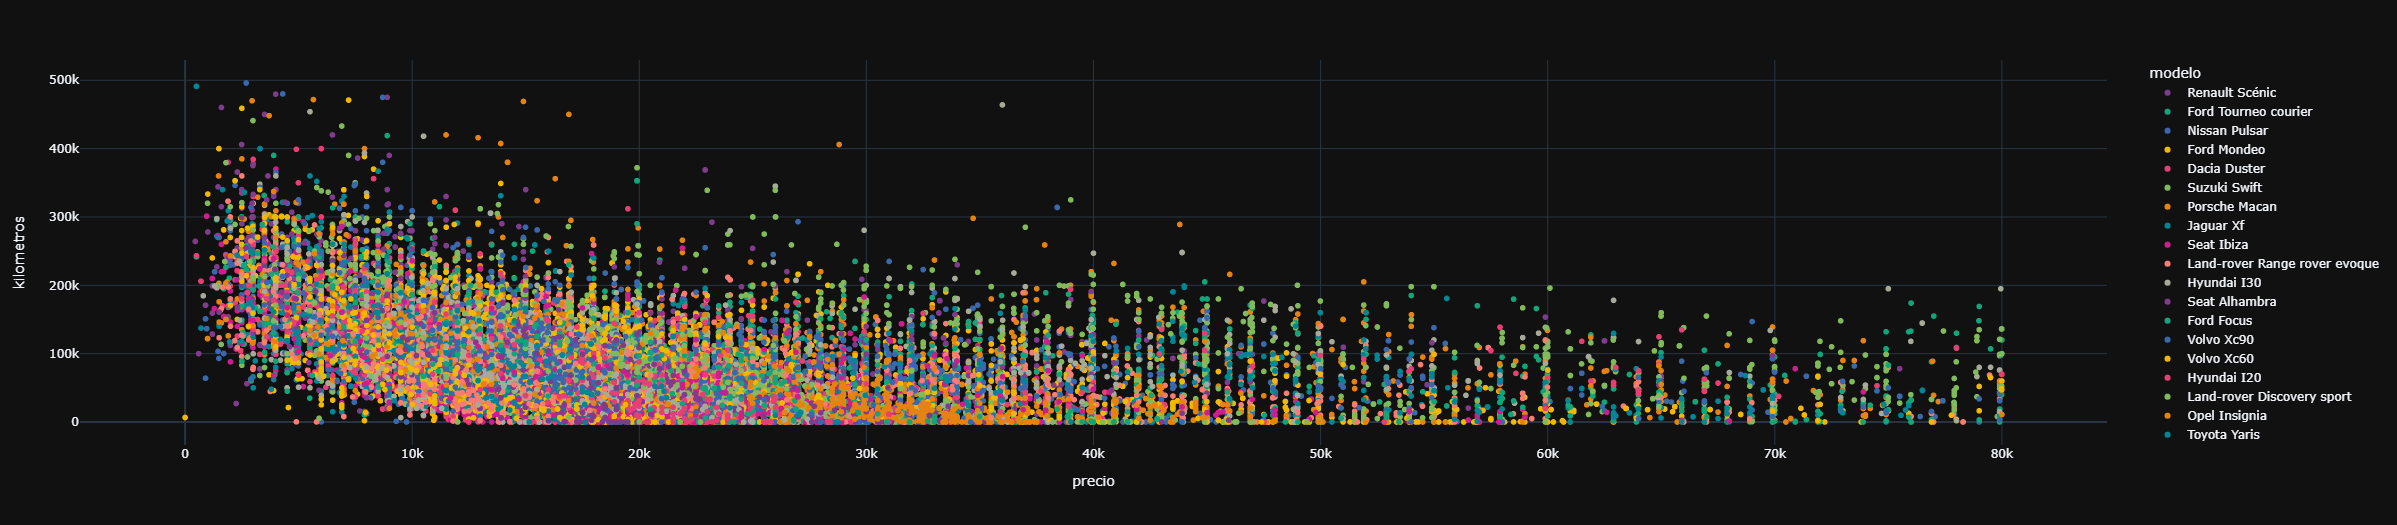 500k
400k
300k
200k
100k
0
kilometros
0 10k 20k 30k 40k 50k 60k 70k 80k
precio
modelo
Renault Scénic
Ford Tourneo courier
Nissan Pulsar
Ford Mondeo
Dacia Duster
Suzuki Swift
Porsche Macan
Jaguar Xf
Seat Ibiza
Land-rover Range rover evoque
Hyundai I30
Seat Alhambra
Ford Focus
Volvo Xc90
Volvo Xc60
Hyundai I20
Land-rover Discovery sport
Opel Insignia
Toyota Yaris